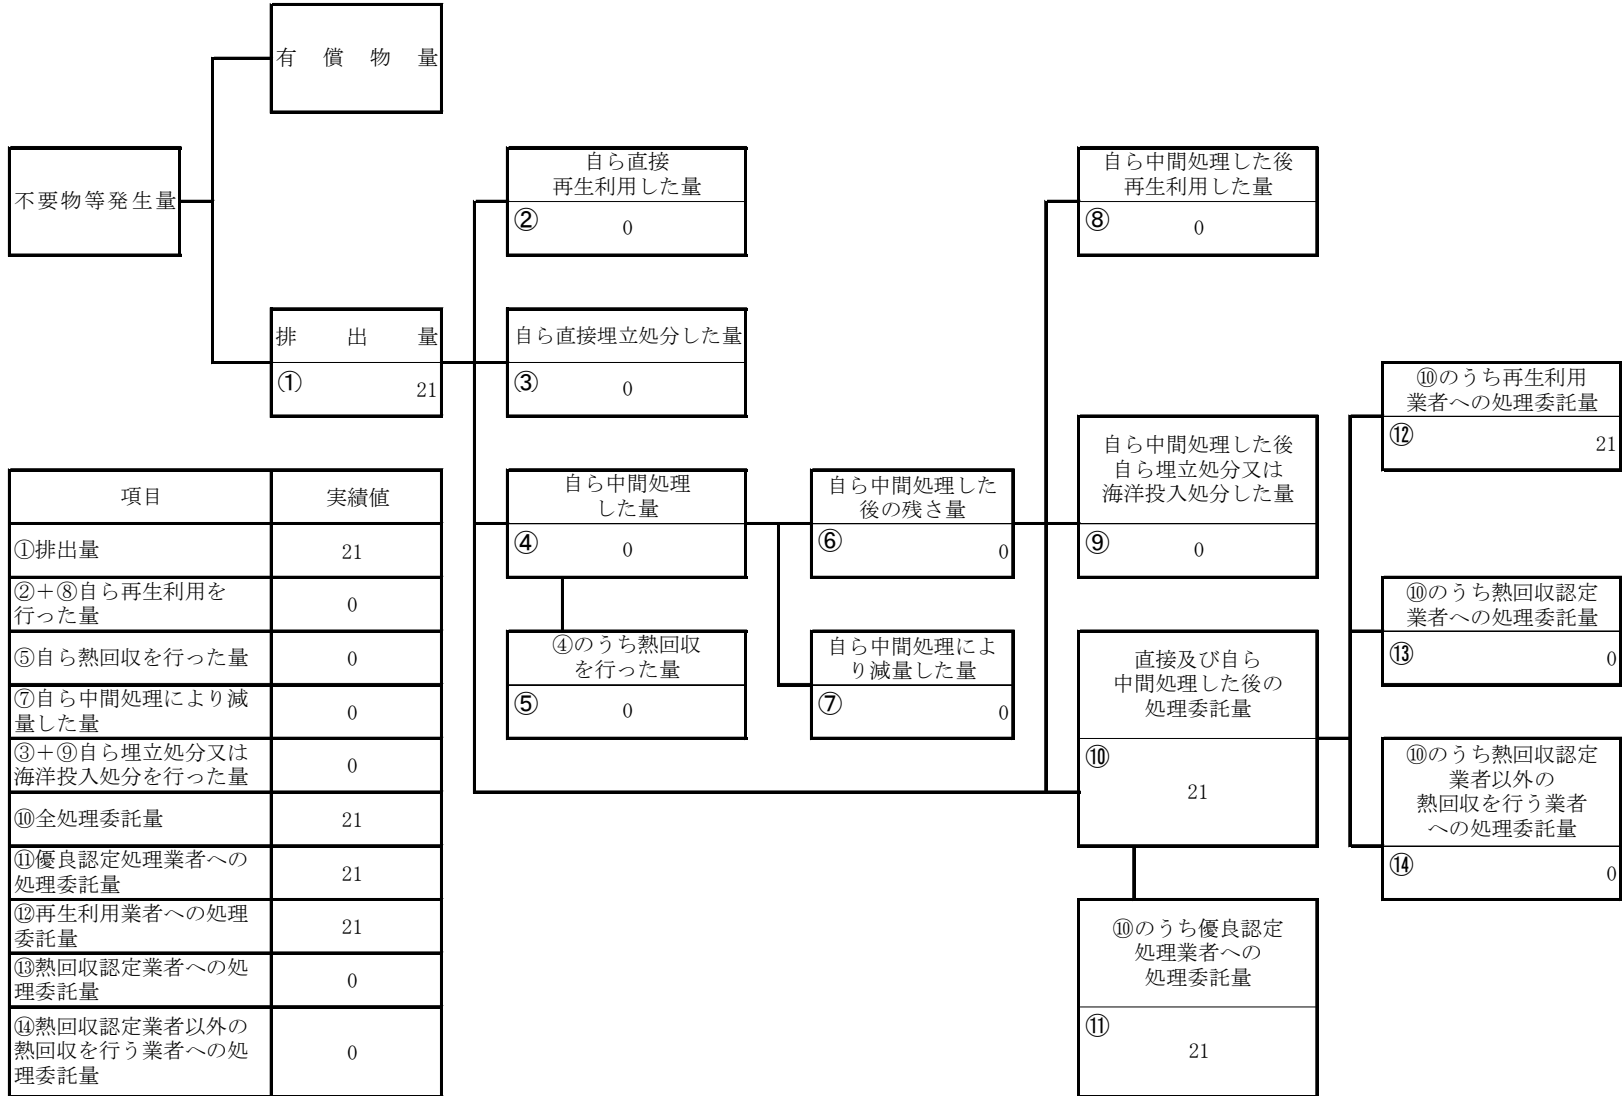 有償物量
不要物等発生量
排出量
①
21
自ら直接
再生利用した量
②
0
自ら直接埋立処分した量
③
0
自ら中間処理
した量
④
0
④のうち熱回収
を行った量
⑤
0
自ら中間処理した
後の残さ量
⑥
0
自ら中間処理によ
り減量した量
⑦
0
自ら中間処理した後
再生利用した量
⑧
0
自ら中間処理した後
自ら埋立処分又は
海洋投入処分した量
⑨
0
直接及び自ら
中間処理した後の
処理委託量
⑩
21
⑩のうち優良認定
処理業者への
処理委託量
⑪
21
⑩のうち再生利用
業者への処理委託量
⑫
21
⑩のうち熱回収認定
業者への処理委託量
⑬
0
⑩のうち熱回収認定
業者以外の
熱回収を行う業者
への処理委託量
⑭
0
項目 実績値
①排出量 21
②+⑧自ら再生利用を
行った量
0
⑤自ら熱回収を行った量 0
⑦自ら中間処理により減
量した量
0
③+⑨自ら埋立処分又は
海洋投入処分を行った量
0
⑩全処理委託量 21
⑪優良認定処理業者への
処理委託量
21
⑫再生利用業者への処理
委託量
21
⑬熱回収認定業者への処
理委託量
0
⑭熱回収認定業者以外の
熱回収を行う業者への処
理委託量
0